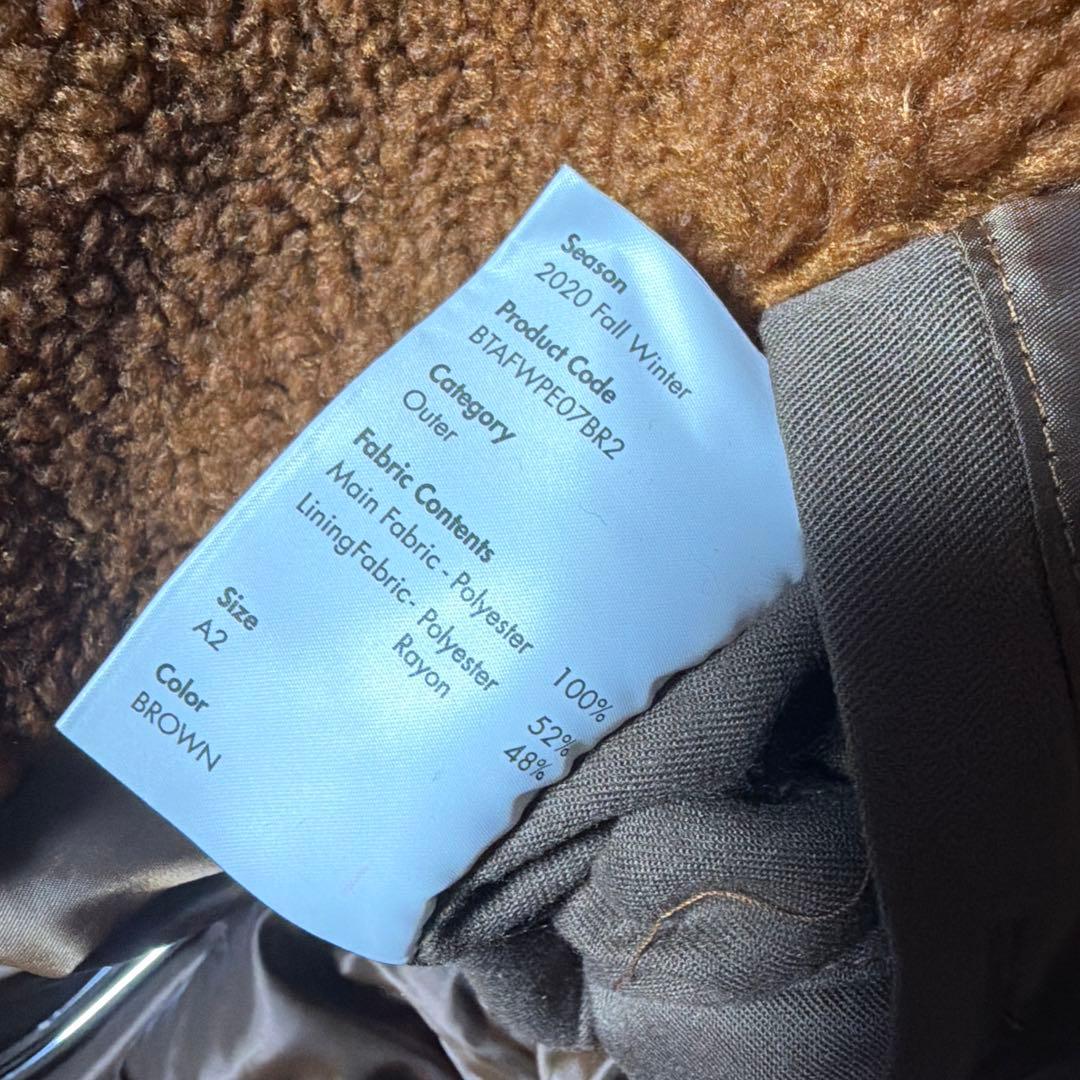 Season
2020 Fall Winter
Product Code
BTAFWPE07BR2
Category
Outer
Fabric Contents
Main Fabric - Polyester 100%
LiningFabric- Polyester 52%
Rayon 48%
Size
A2
Color
BROWN